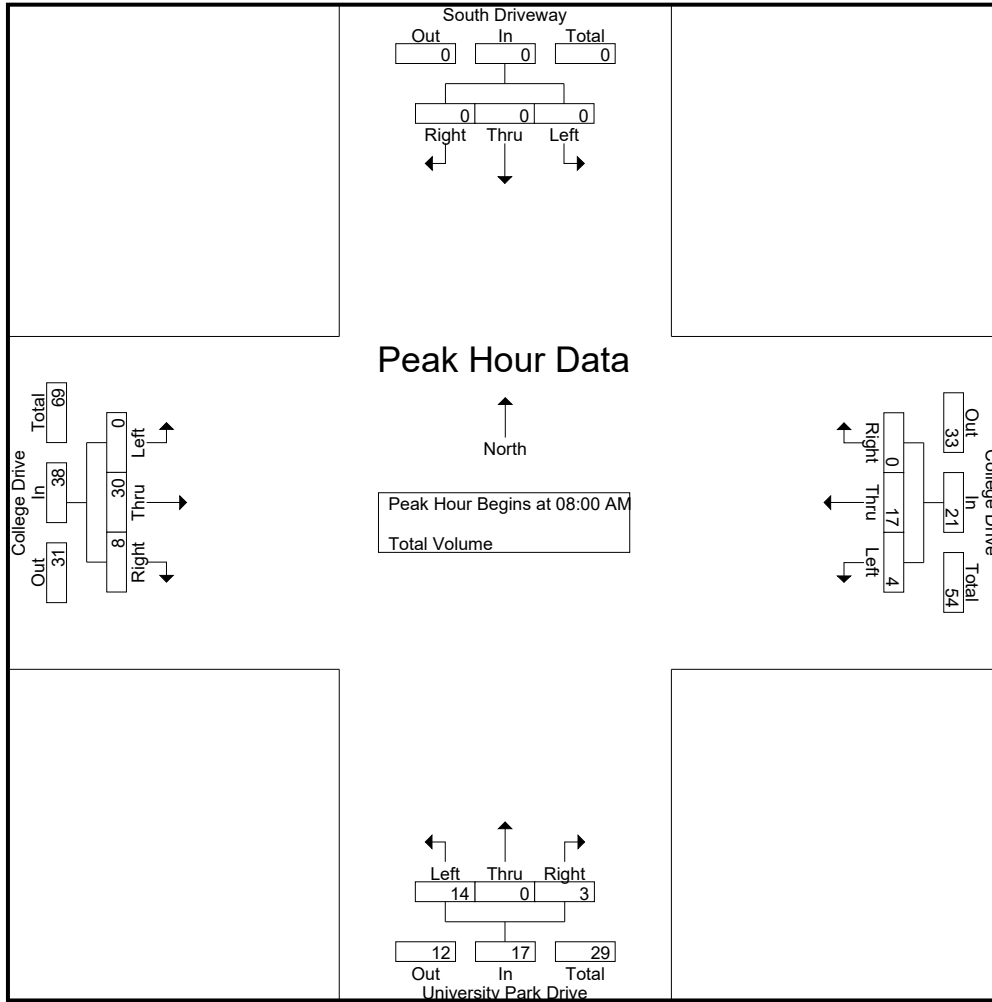 South Driveway
Out In Total
0 0 0
0 0 0
Right Thru Left
Peak Hour Data
North
Peak Hour Begins at 08:00 AM
Total Volume
College Drive
Out In Total
31 38 69
Left Thru Right
0 30 8
College Drive
Out In Total
33 21 54
Right Thru Left
0 17 4
Left Thru Right
14 0 3
12 17 29
Out In Total
University Park Drive